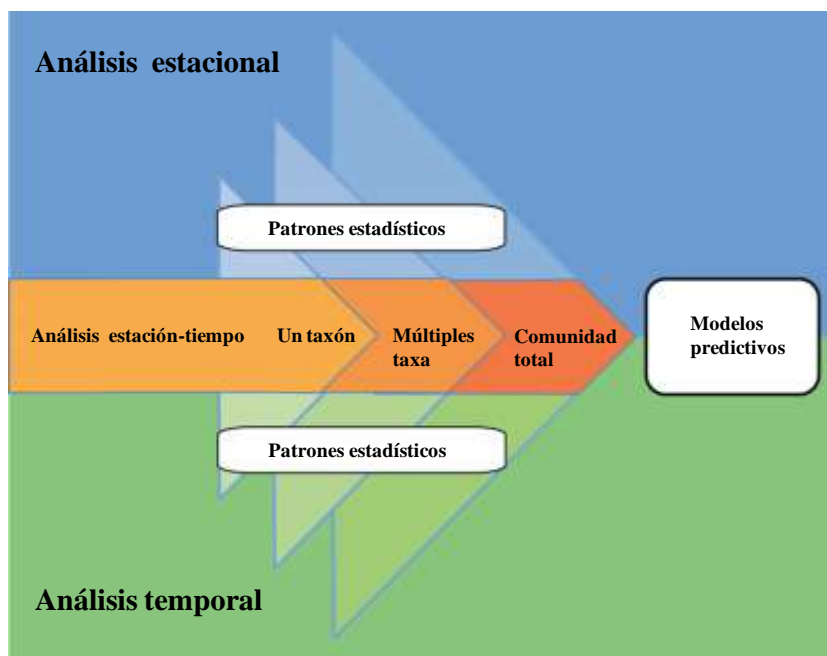 Análisis estacional
Patrones estadísticos
Análisis estación-tiempo
Un taxón
Múltiples
taxa
Comunidad
total
Modelos
predictivos
Patrones estadísticos
Análisis temporal